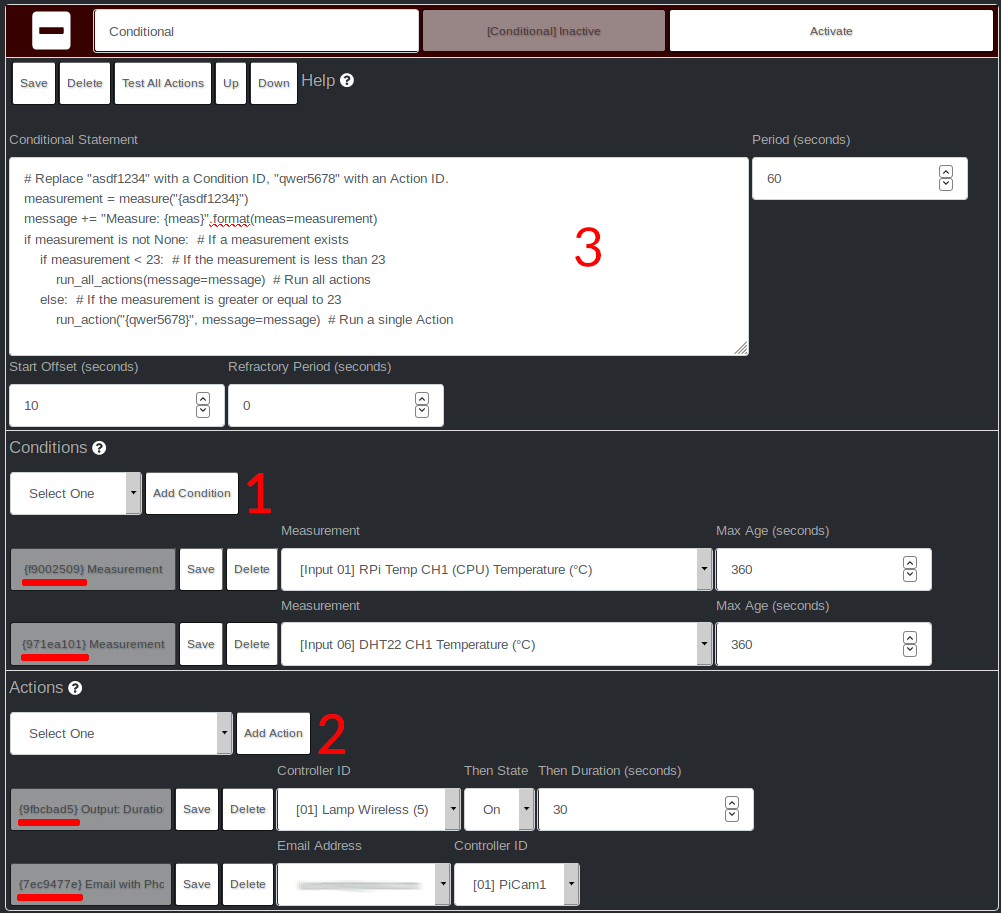 Conditional
[Conditional] Inactive
Activate
Save
Delete
Test All Actions
Up
Down
Help
Conditional Statement
Period (seconds)
# Replace "asdf1234" with a Condition ID, "qwer5678" with an Action ID.
measurement = measure("{asdf1234}")
message += "Measure: {meas}".format(meas=measurement)
if measurement is not None:  # If a measurement exists
    if measurement < 23:  # If the measurement is less than 23
        run_all_actions(message=message)  # Run all actions
    else:  # If the measurement is greater or equal to 23
        run_action("{qwer5678}", message=message)  # Run a single Action
3
60
Start Offset (seconds)
Refractory Period (seconds)
10
0
Conditions
Select One
Add Condition
1
Measurement
Max Age (seconds)
{f9002509} Measurement
Save
Delete
[Input 01] RPi Temp CH1 (CPU) Temperature (°C)
360
Measurement
Max Age (seconds)
{971ea101} Measurement
Save
Delete
[Input 06] DHT22 CH1 Temperature (°C)
360
Actions
Select One
Add Action
2
Controller ID
Then State
Then Duration (seconds)
{9fbcbad5} Output: Duratio
Save
Delete
[01] Lamp Wireless (5)
On
30
Email Address
Controller ID
{7ec9477e} Email with Phc
Save
Delete
[01] PiCam1